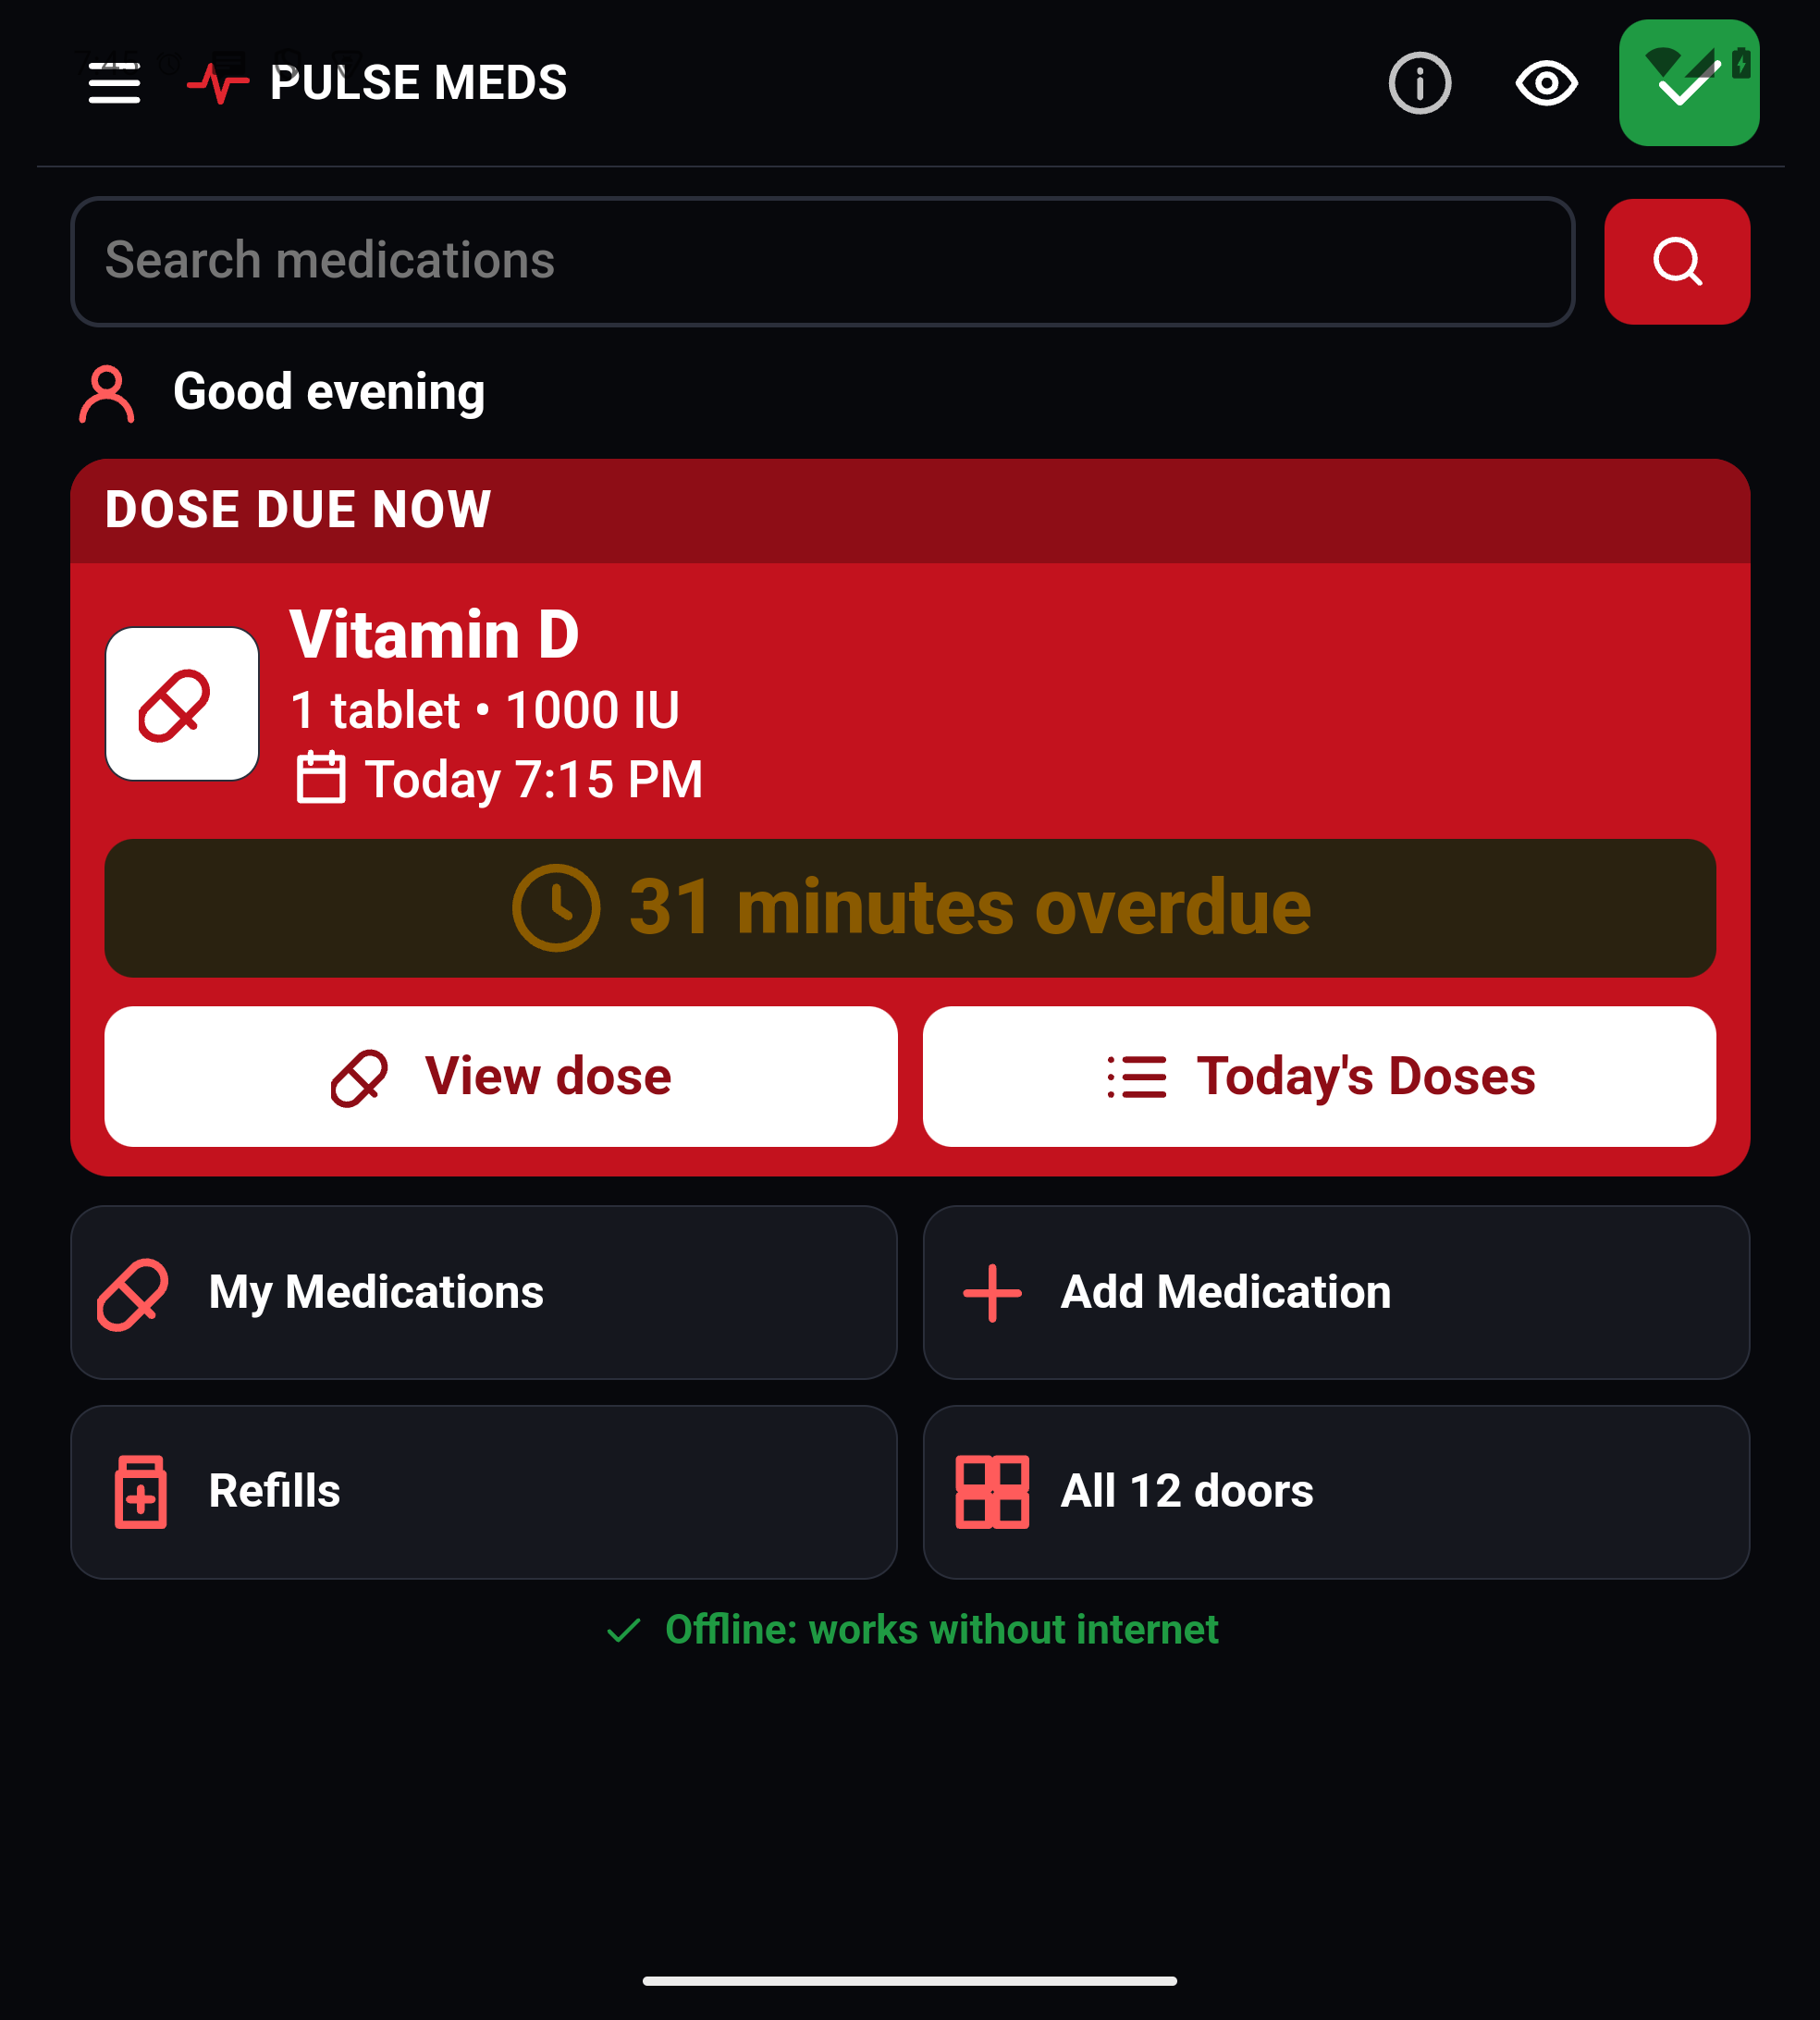 PULSE MEDS
Search medications
Good evening
DOSE DUE NOW
Vitamin D
1 tablet • 1000 IU
Today 7:15 PM
31 minutes overdue
View dose
Today's Doses
My Medications
Add Medication
Refills
All 12 doors
Offline: works without internet